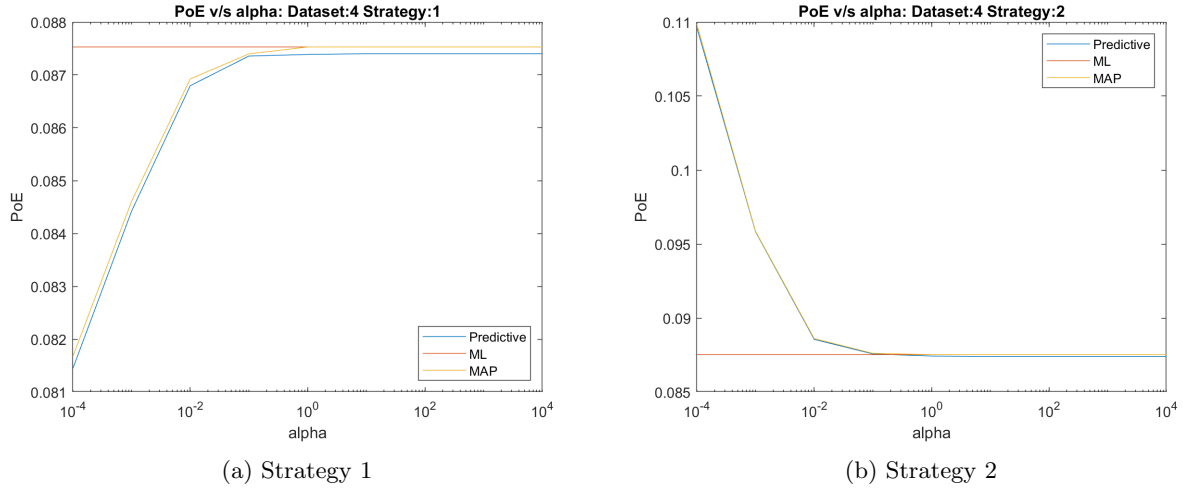 PoE v/s alpha: Dataset:4 Strategy:1
0.088
0.087
0.086
0.085
0.084
0.083
0.082
0.081
PoE
10^-4
10^-2
10^0
10^2
10^4
alpha
Predictive
ML
MAP
(a) Strategy 1
PoE v/s alpha: Dataset:4 Strategy:2
0.11
0.105
0.1
0.095
0.09
0.085
PoE
10^-4
10^-2
10^0
10^2
10^4
alpha
Predictive
ML
MAP
(b) Strategy 2